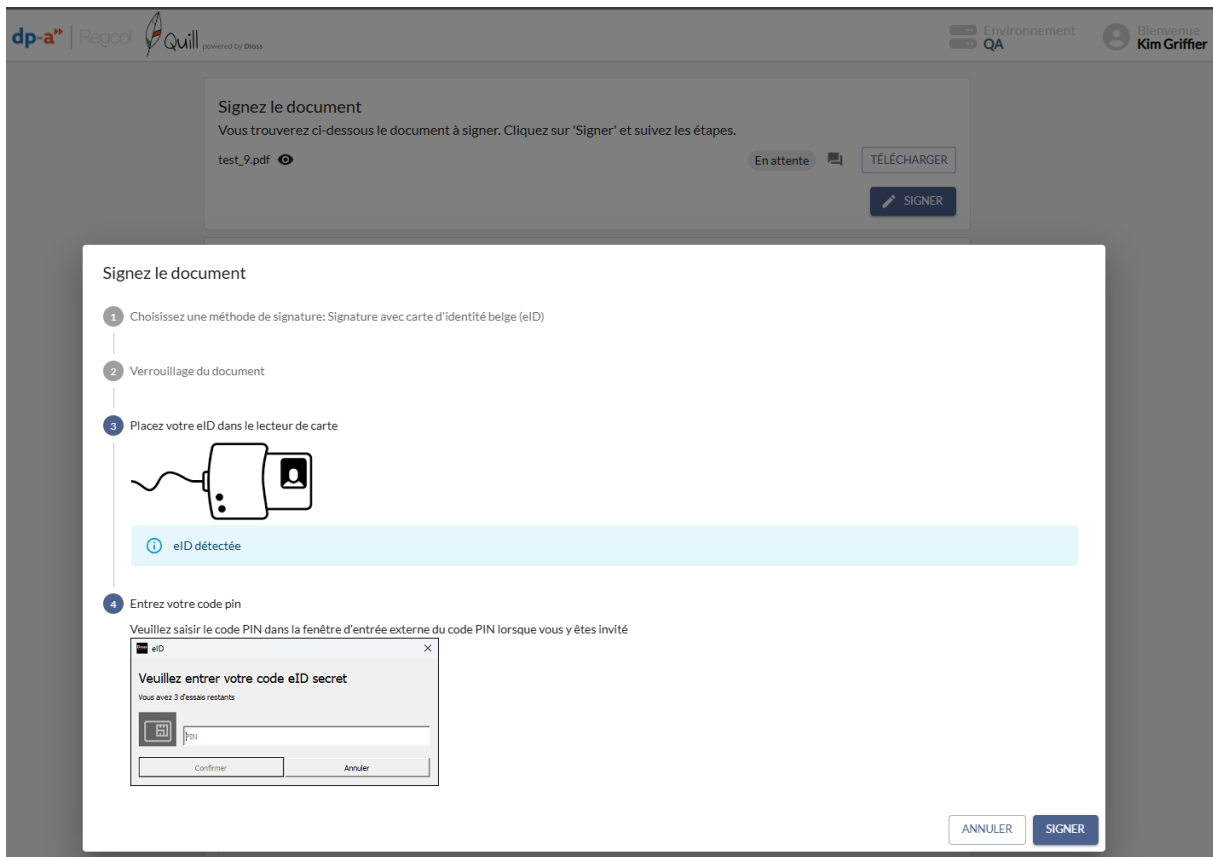 dp-a" | Regcol Quill powered by Dioss
Environnement
QA
Bienvenue
Kim Griffier
Signez le document
Vous trouverez ci-dessous le document à signer. Cliquez sur 'Signer' et suivez les étapes.
test_9.pdf
En attente
TÉLÉCHARGER
SIGNER
Signez le document
1 Choisissez une méthode de signature: Signature avec carte d'identité belge (eID)
2 Verrouillage du document
3 Placez votre eID dans le lecteur de carte
eID détectée
4 Entrez votre code pin
Veuillez saisir le code PIN dans la fenêtre d'entrée externe du code PIN lorsque vous y êtes invité
eID
Veuillez entrer votre code eID secret
Vous avez 3 d'essais restants
PIN
Confirmer Annuler
ANNULER SIGNER